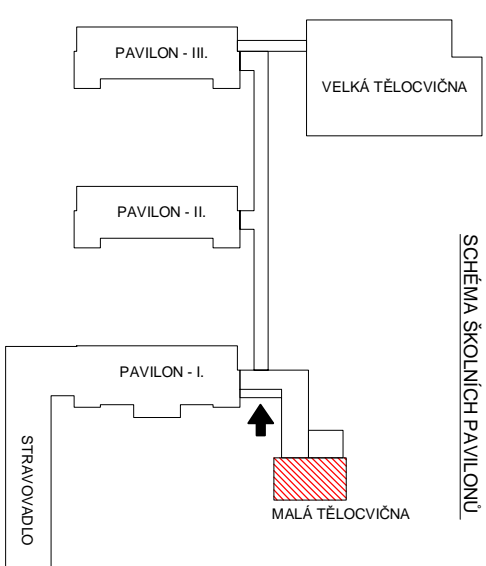 PAVILON - III.
VELKÁ TĚLOCVIČNA
PAVILON - II.
SCHÉMA ŠKOLNÍCH PAVILONŮ
PAVILON - I.
STRAVOVADLO
MALÁ TĚLOCVIČNA